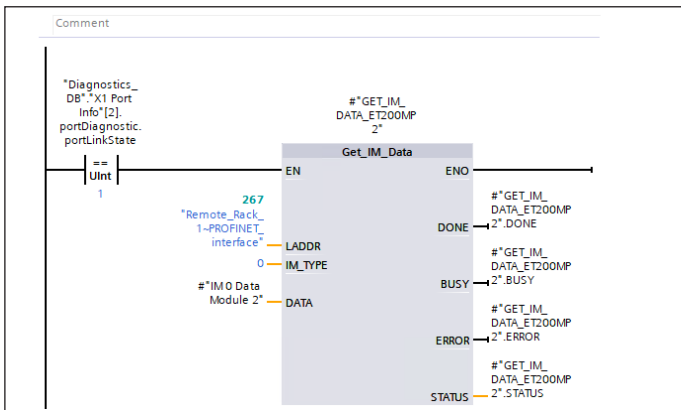 Comment
"Diagnostics_
DB"."X1 Port
Info"[2].
portDiagnostic.
portLinkState
==
UInt
1
#"GET_IM_
DATA_ET200MP
2"
Get_IM_Data
EN
ENO
267
"Remote_Rack_
1~PROFINET_
interface"
LADDR
0
IM_TYPE
#"IM 0 Data
Module 2"
DATA
#"GET_IM_
DATA_ET200MP
2".DONE
DONE
#"GET_IM_
DATA_ET200MP
2".BUSY
BUSY
#"GET_IM_
DATA_ET200MP
2".ERROR
ERROR
#"GET_IM_
DATA_ET200MP
2".STATUS
STATUS